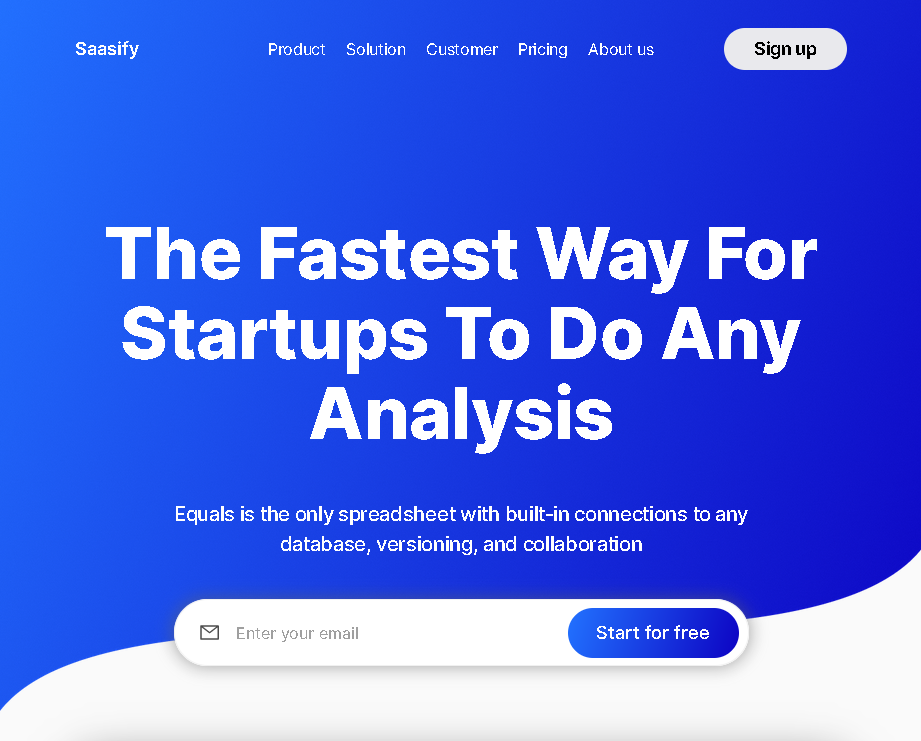 Saasify
Product Solution Customer Pricing About us
Sign up
The Fastest Way For
Startups To Do Any
Analysis
Equals is the only spreadsheet with built-in connections to any
database, versioning, and collaboration
Enter your email
Start for free